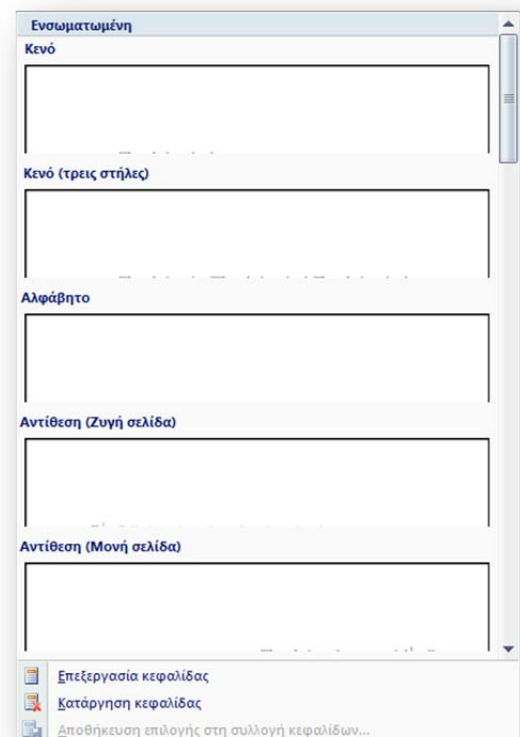 Ενσωματωμένη
Κενό
Κενό (τρεις στήλες)
Αλφάβητο
Αντίθεση (Ζυγή σελίδα)
Αντίθεση (Μονή σελίδα)
Επεξεργασία κεφαλίδας
Κατάργηση κεφαλίδας
Αποθήκευση επιλογής στη συλλογή κεφαλίδων...